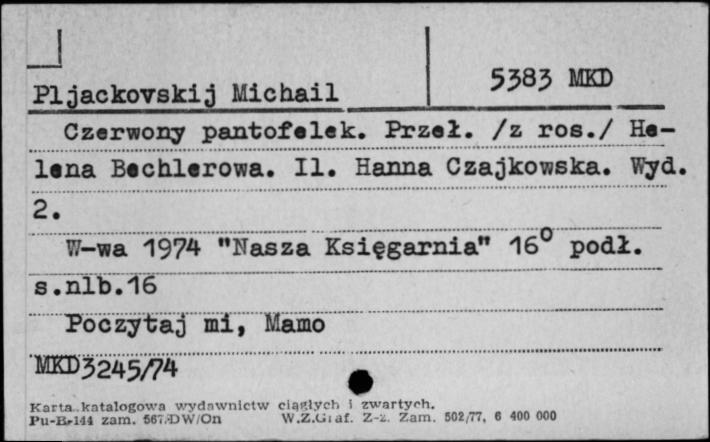 5383 MKD
Pljackovskij Michail
Czerwony pantofelek. Przeł. /z ros./ He-
lena Bechlerowa. Il. Hanna Czajkowska. Wyd.
2.
W-wa 1974 "Nasza Księgarnia" 16° podł.
s.nlb.16
Poczytaj mi, Mamo
MKD3245/74
Karta katalogowa wydawnictw ciągłych i zwartych.
Pu-Br144 zam. 567/DW/On W.Z.Graf. Z-z. Zam. 502/77, 6 400 000